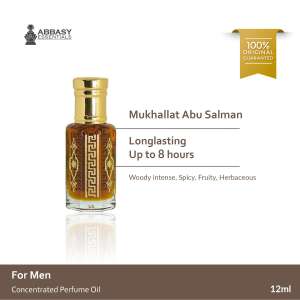 ABBASY
ESSENTIALS
100%
ORIGINAL
GUARANTEED
Mukhallat Abu Salman
Longlasting
Up to 8 hours
Woody Intense, Spicy, Fruity, Herbaceous
For Men
Concentrated Perfume Oil
12ml